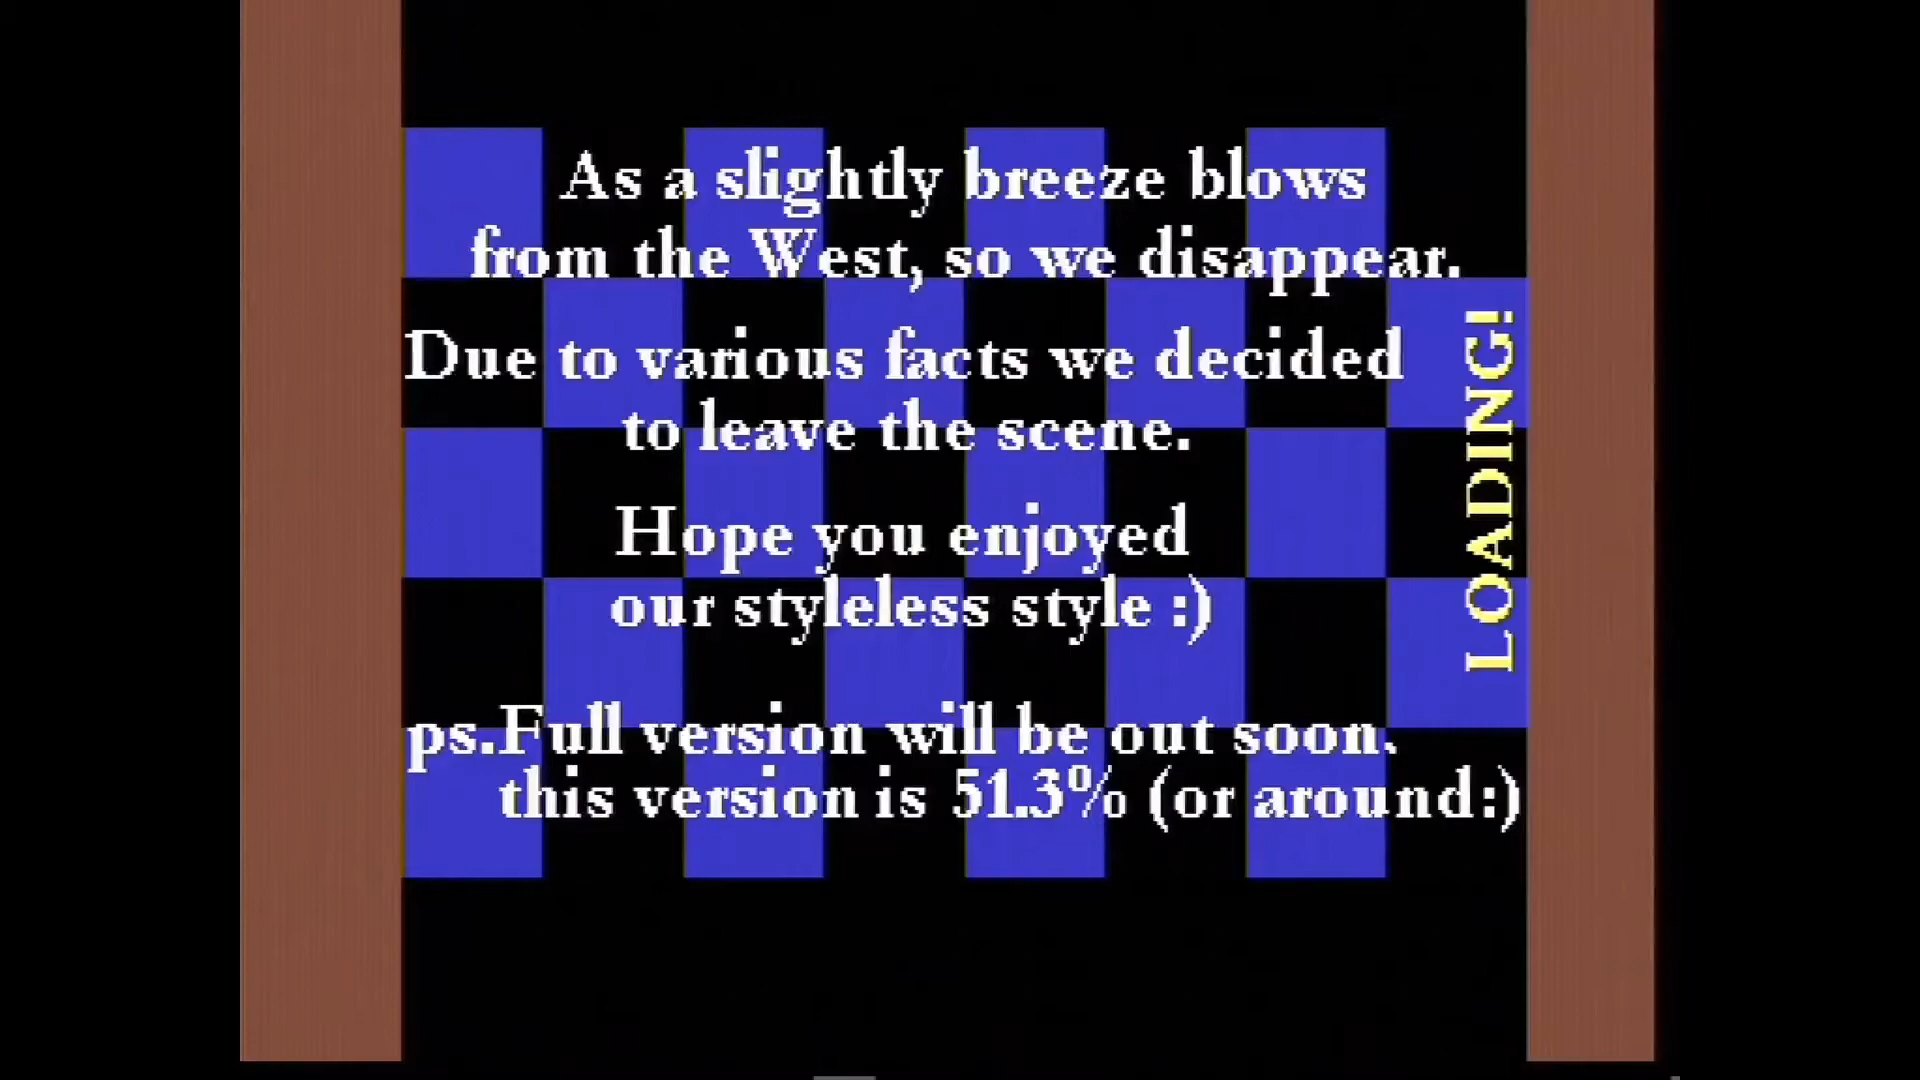 As a slightly breeze blows
from the West, so we disappear.
Due to various facts we decided
to leave the scene.
Hope you enjoyed
our styleless style :)
ps.Full version will be out soon.
this version is 51.3% (or around:)
LOADING!